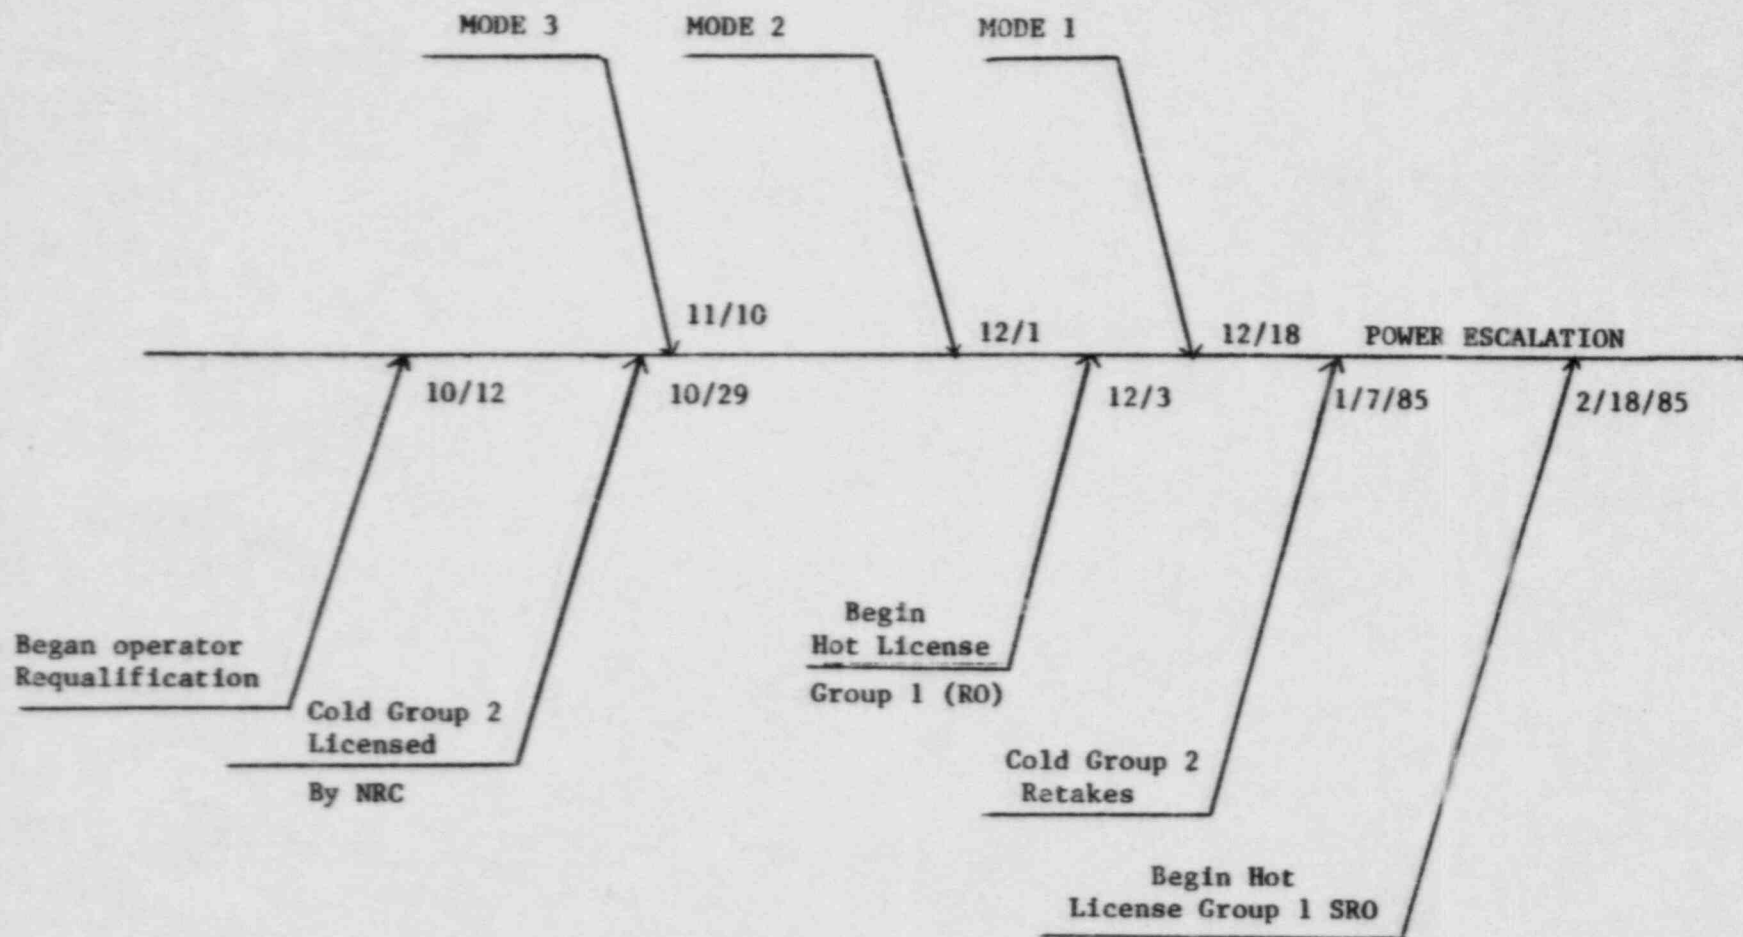 MODE 3
MODE 2
MODE 1
11/10
12/1
12/18
POWER ESCALATION
10/12
10/29
12/3
1/7/85
2/18/85
Began operator
Requalification
Cold Group 2
Licensed
By NRC
Begin
Hot License
Group 1 (RO)
Cold Group 2
Retakes
Begin Hot
License Group 1 SRO